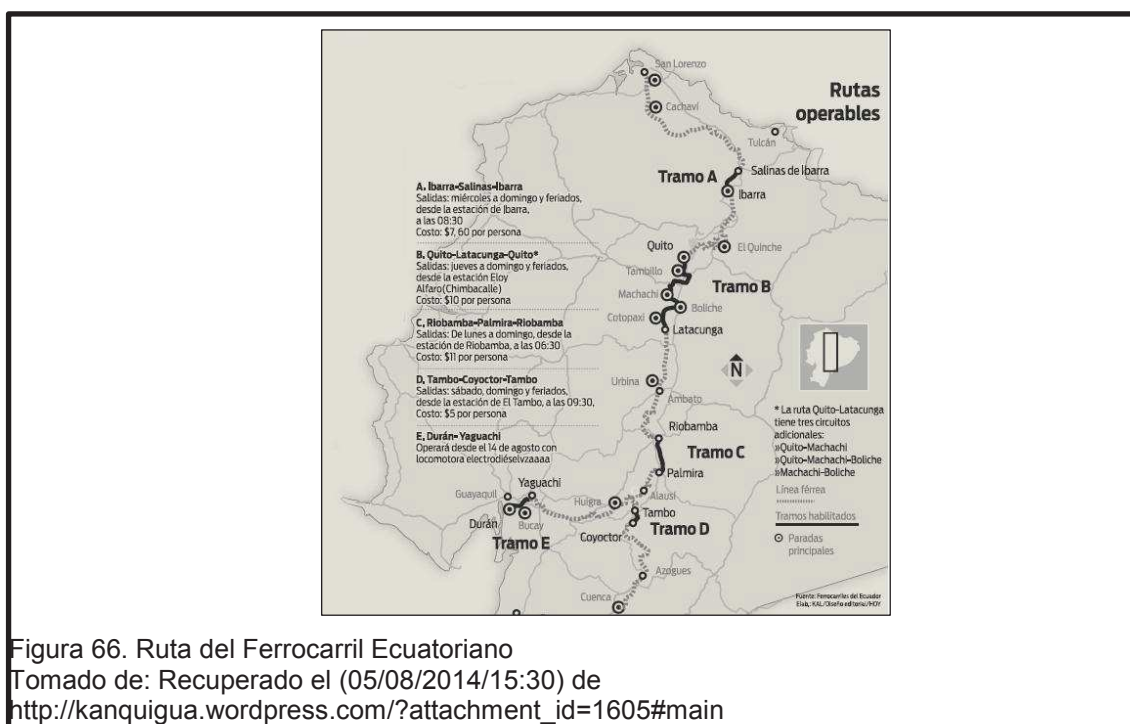 San Lorenzo
Cachaví
Rutas
operables
Tulcán
Tramo A
Salinas de Ibarra
Ibarra
A. Ibarra-Salinas-Ibarra
Salidas: miércoles a domingo y feriados,
desde la estación de Ibarra,
a las 08:30
Costo: $7,60 por persona
B. Quito-Latacunga-Quito*
Salidas: jueves a domingo y feriados,
desde la estación Eloy
Alfaro(Chimbacalle)
Costo: $10 por persona
C, Riobamba-Palmira-Riobamba
Salidas: De lunes a domingo, desde la
estación de Riobamba, a las 06:30
Costo: $11 por persona
D, Tambo-Coyoctor-Tambo
Salidas: sábado, domingo y feriados,
desde la estación de El Tambo, a las 09:30,
Costo: $5 por persona
E, Durán-Yaguachi
Operará desde el 14 de agosto con
locomotora electrodiéselvzaaaa
Quito
El Quinche
Tambillo
Tramo B
Machachi
Boliche
Cotopaxi
Latacunga
N
Urbina
Ambato
Riobamba
Tramo C
Palmira
Alausí
Yaguachi
Guayaquil
Huigra
Tambo
Durán
Bucay
Coyoctor
Tramo D
Tramo E
Azogues
Cuenca
* La ruta Quito-Latacunga
tiene tres circuitos
adicionales:
»Quito-Machachi
»Quito-Machachi-Boliche
»Machachi-Boliche
Línea férrea
Tramos habilitados
Paradas
principales
Fuente: Ferrocarriles del Ecuador
Elab,: KAL/Diseño editorial/HOY
Figura 66. Ruta del Ferrocarril Ecuatoriano
Tomado de: Recuperado el (05/08/2014/15:30) de
http://kanquigua.wordpress.com/?attachment_id=1605#main